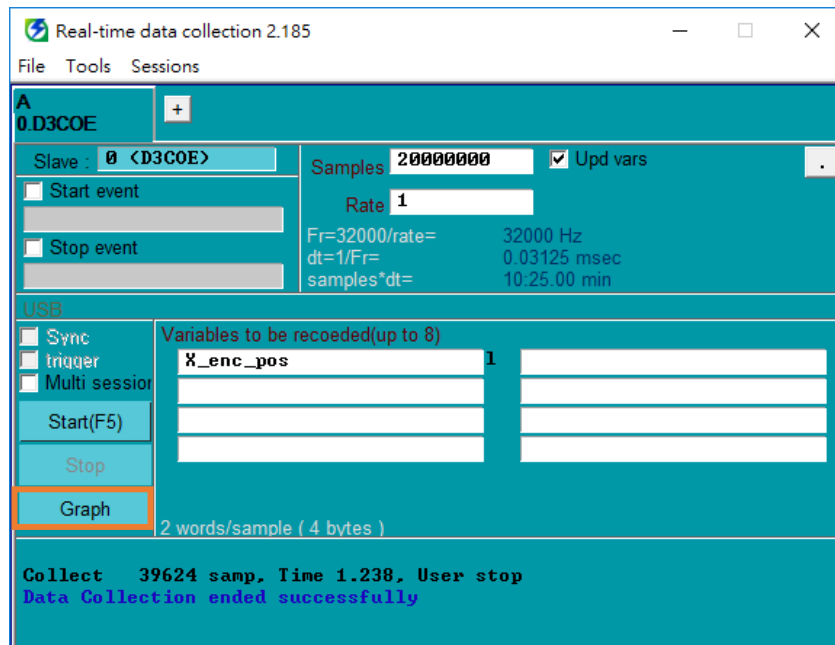 Real-time data collection 2.185
File Tools Sessions
A
0.D3COE
+
Slave : 0 (D3COE)
Start event
Stop event
Samples 20000000
Upd vars
.
Rate 1
Fr=32000/rate= 32000 Hz
dt=1/Fr= 0.03125 msec
samples*dt= 10:25.00 min
USB
Sync
trigger
Multi session
Variables to be recoeded(up to 8)
X_enc_pos l
Start(F5)
Stop
Graph
2 words/sample ( 4 bytes )
Collect 39624 samp, Time 1.238, User stop
Data Collection ended successfully